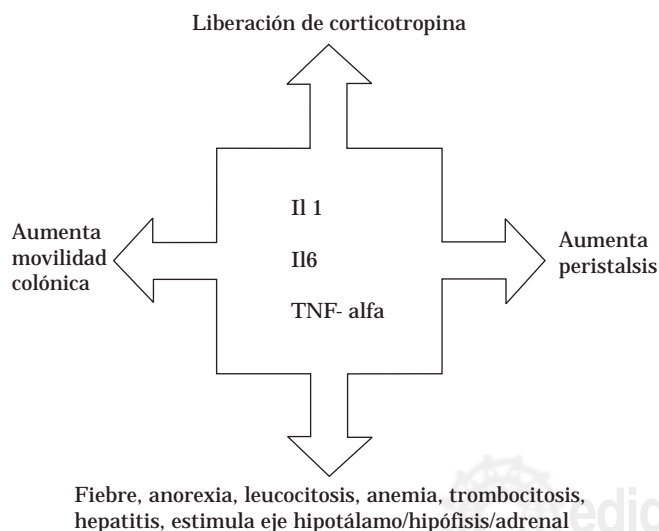 Liberación de corticotropina
Il 1
Il6
TNF- alfa
Aumenta
movilidad
colónica
Aumenta
peristalsis
Fiebre, anorexia, leucocitosis, anemia, trombocitosis,
hepatitis, estimula eje hipotálamo/hipófisis/adrenal